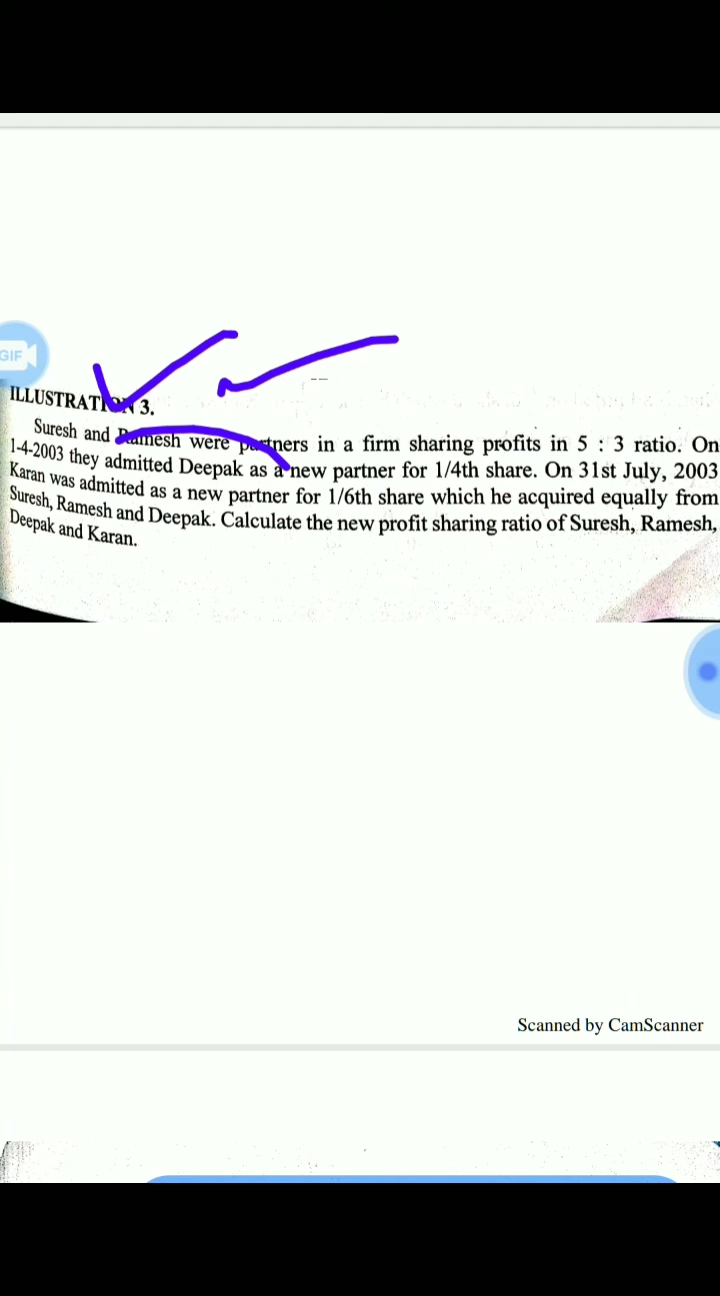 GIF
ILLUSTRATION 3.
Suresh and Ramesh were partners in a firm sharing profits in 5 : 3 ratio. On
1-4-2003 they admitted Deepak as a new partner for 1/4th share. On 31st July, 2003
Karan was admitted as a new partner for 1/6th share which he acquired equally from
Suresh, Ramesh and Deepak. Calculate the new profit sharing ratio of Suresh, Ramesh,
Deepak and Karan.
Scanned by CamScanner